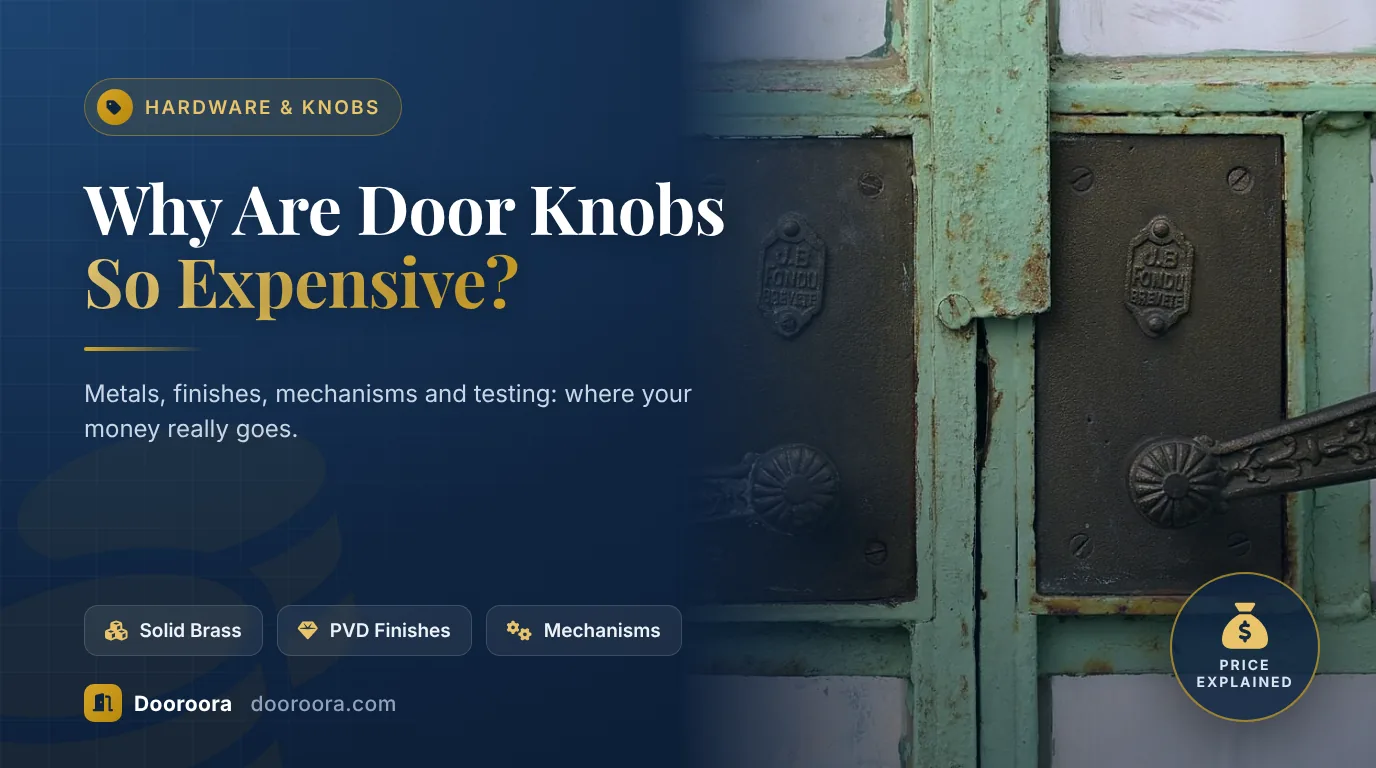 HARDWARE & KNOBS
Why Are Door Knobs
So Expensive?
Metals, finishes, mechanisms and testing: where your
money really goes.
Solid Brass
PVD Finishes
Mechanisms
Dooroora dooroora.com
J.B
FONDU
BREVETE
J.B
FONDU
BREVETE
$
PRICE
EXPLAINED